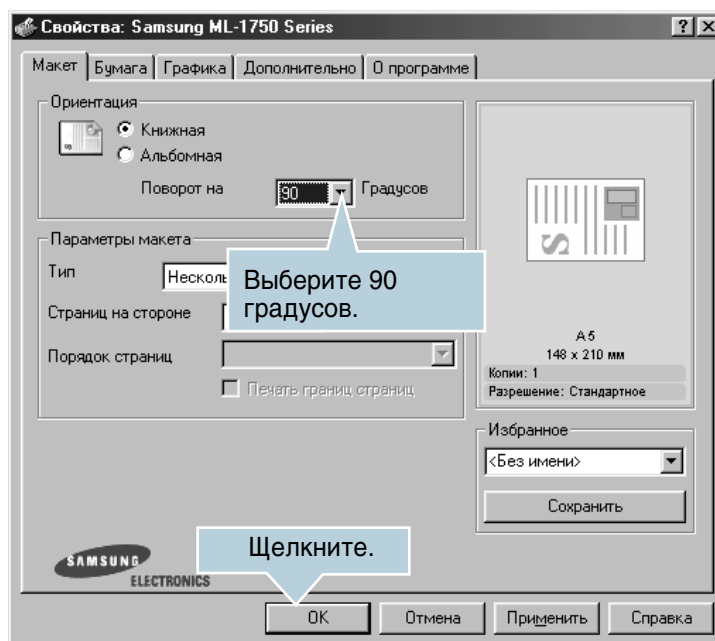 Свойства: Samsung ML-1750 Series
Макет Бумага Графика Дополнительно О программе
Ориентация
Книжная
Альбомная
Поворот на 90 Градусов
Параметры макета
Тип Несколь
Выберите 90
градусов.
Страниц на стороне
Порядок страниц
Печать границ страниц
A5
148 x 210 мм
Копии: 1
Разрешение: Стандартное
Избранное
<Без имени>
Сохранить
Щелкните.
SAMSUNG
ELECTRONICS
OK Отмена Применить Справка